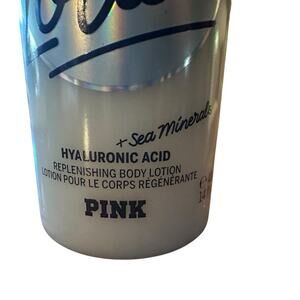 + Sea Minerals
HYALURONIC ACID
REPLENISHING BODY LOTION
LOTION POUR LE CORPS RÉGÉNÉRANTE
PINK